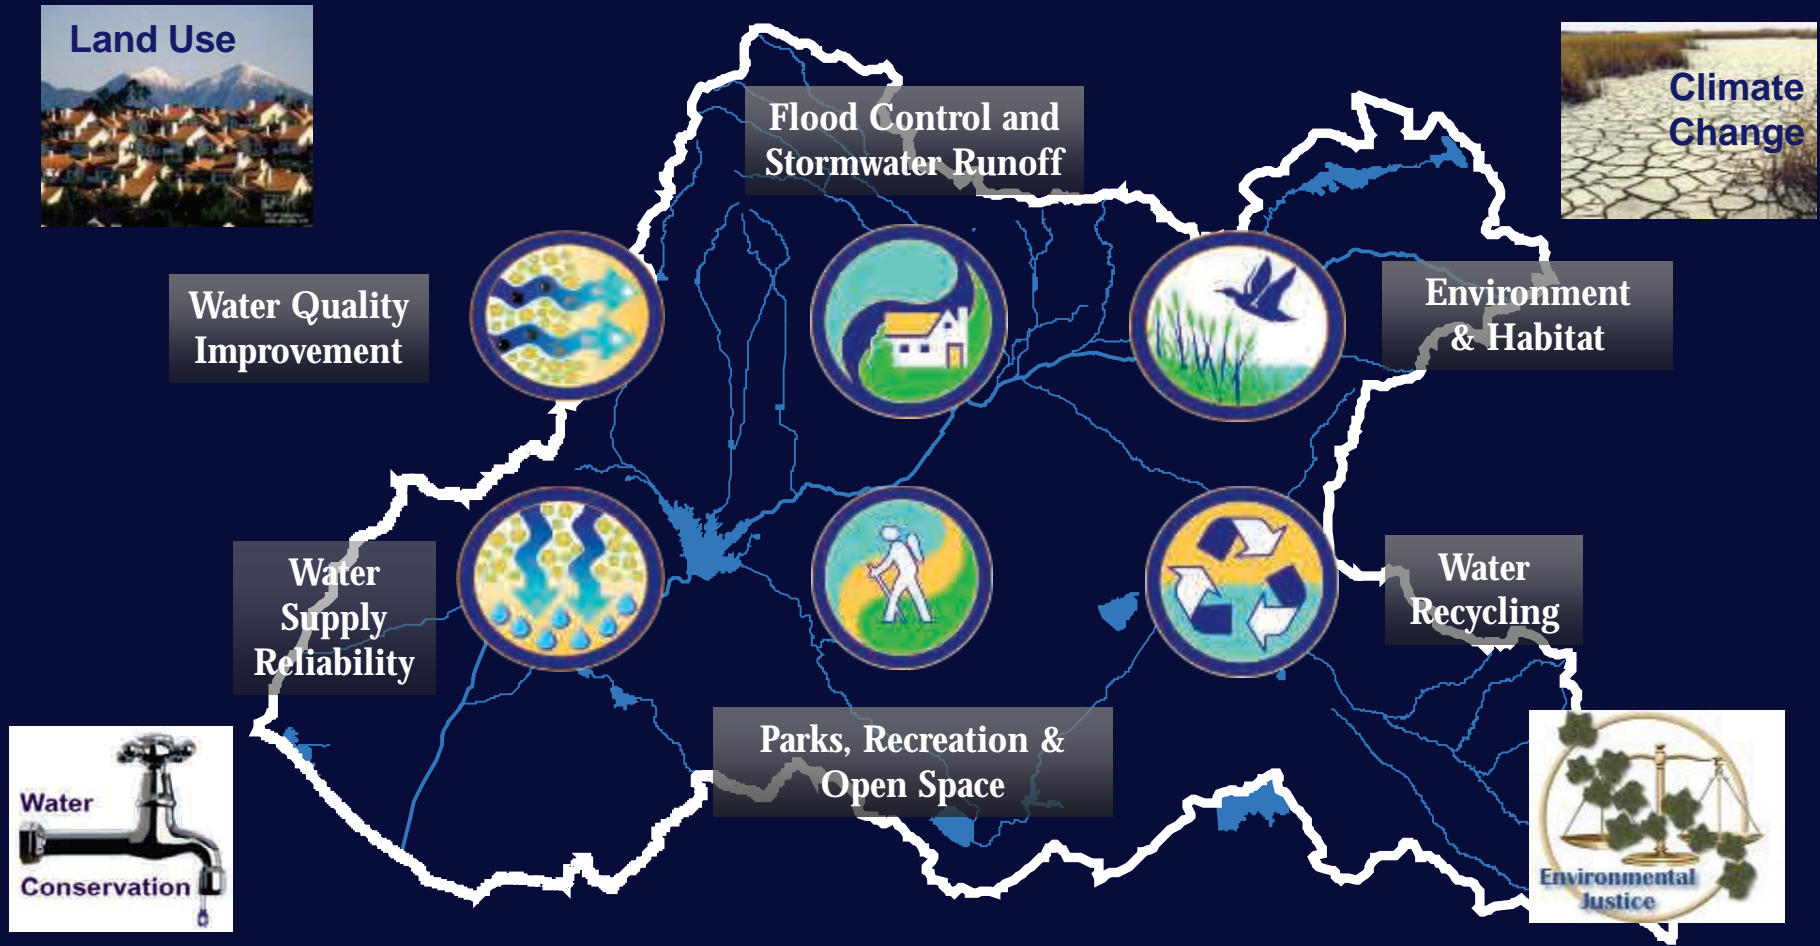 Land Use
Climate
Change
Flood Control and
Stormwater Runoff
Water Quality
Improvement
Environment
& Habitat
Water
Supply
Reliability
Water
Recycling
Parks, Recreation &
Open Space
Water
Conservation
Environmental
Justice